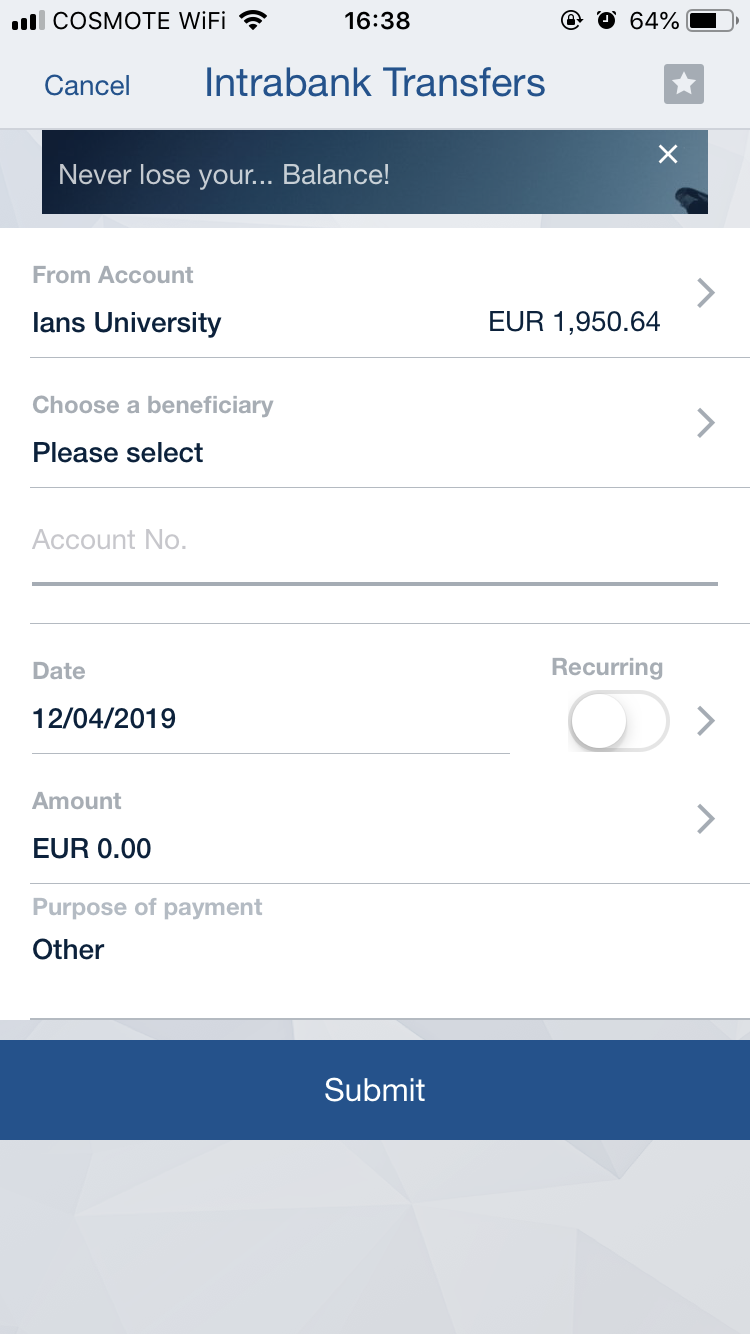 COSMOTE WiFi 16:38 64%
Cancel Intrabank Transfers
Never lose your... Balance!
From Account
Ians University EUR 1,950.64
Choose a beneficiary
Please select
Account No.
Date Recurring
12/04/2019
Amount
EUR 0.00
Purpose of payment
Other
Submit